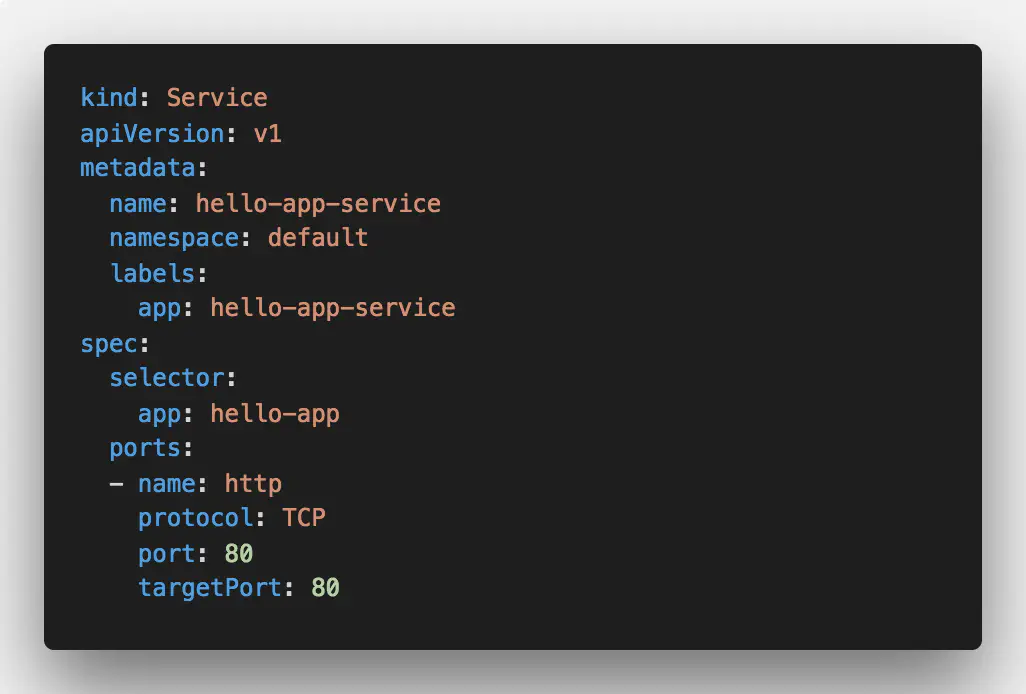 kind: Service
apiVersion: v1
metadata:
  name: hello-app-service
  namespace: default
  labels:
    app: hello-app-service
spec:
  selector:
    app: hello-app
  ports:
  - name: http
    protocol: TCP
    port: 80
    targetPort: 80